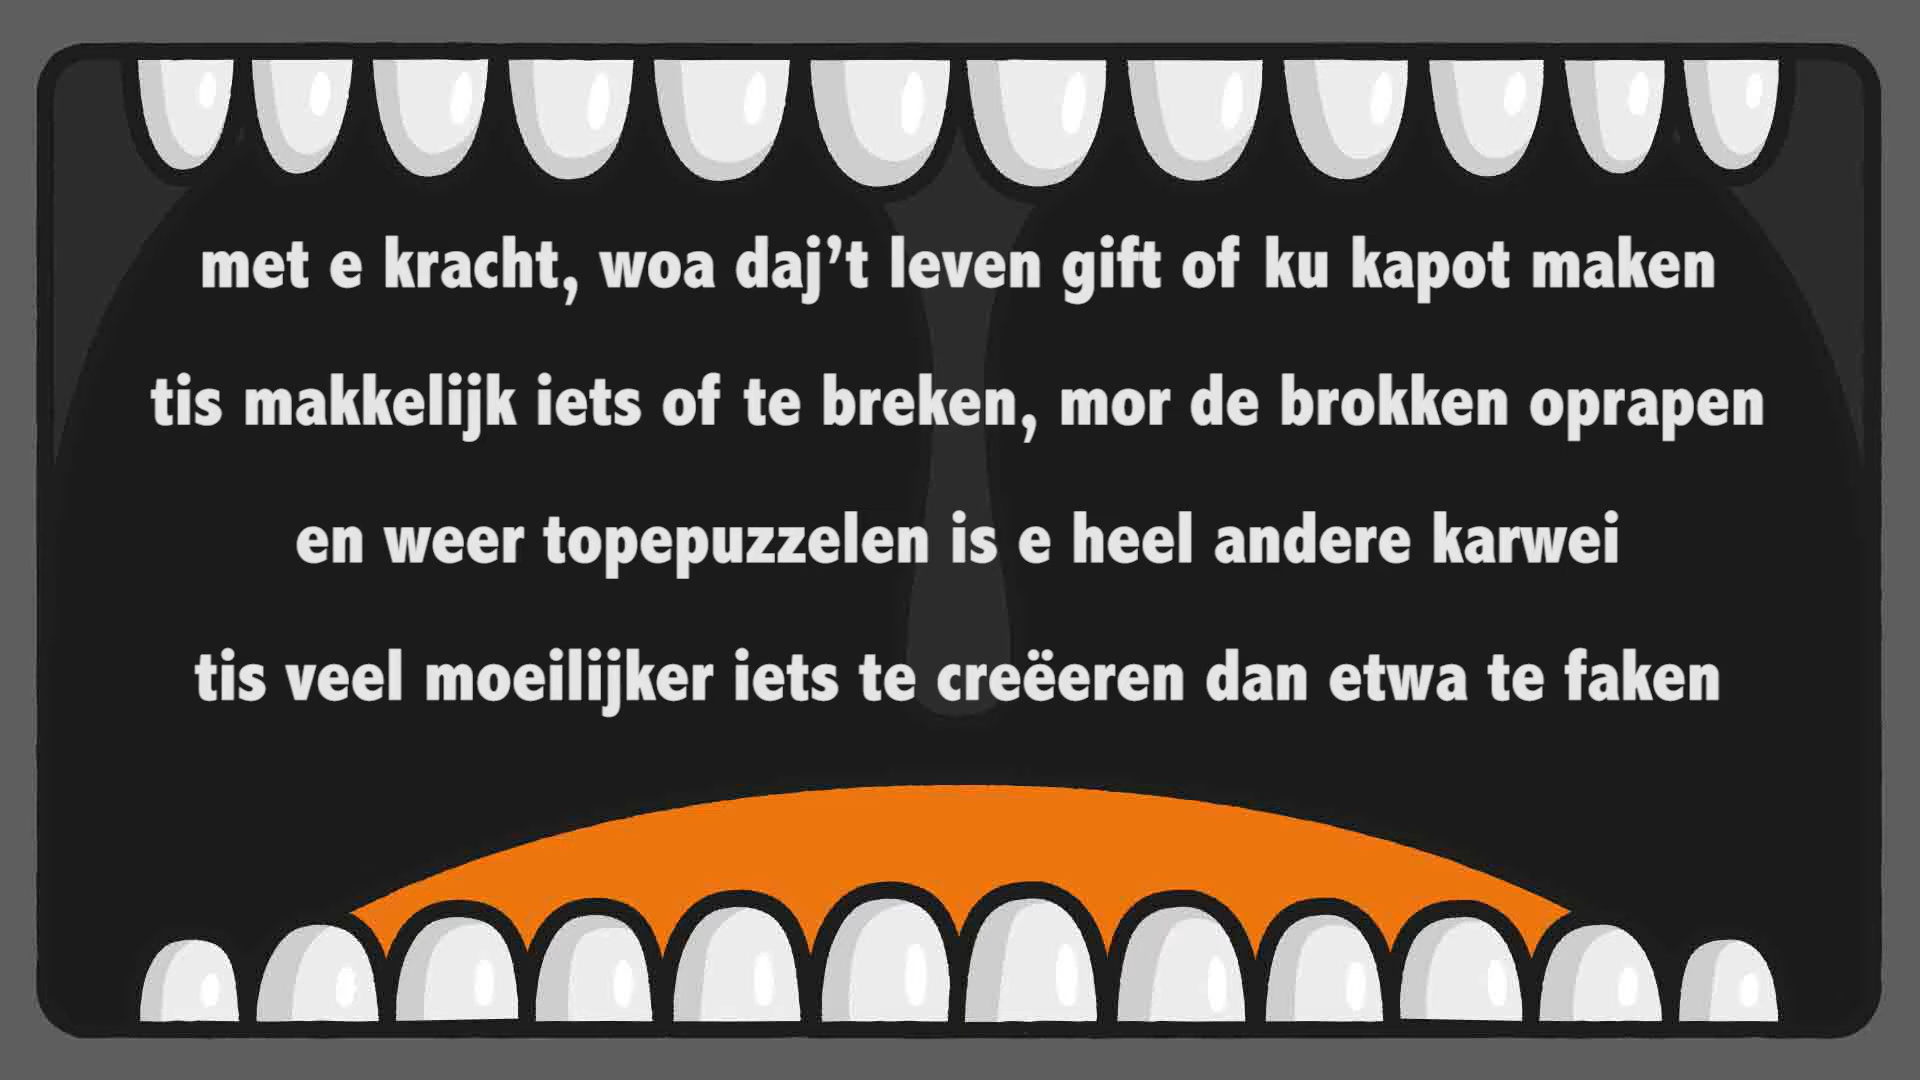 met e kracht, woa daj’t leven gift of ku kapot maken
tis makkelijk iets of te breken, mor de brokken oprapen
en weer topepuzzelen is e heel andere karwei
tis veel moeilijker iets te creëeren dan etwa te faken